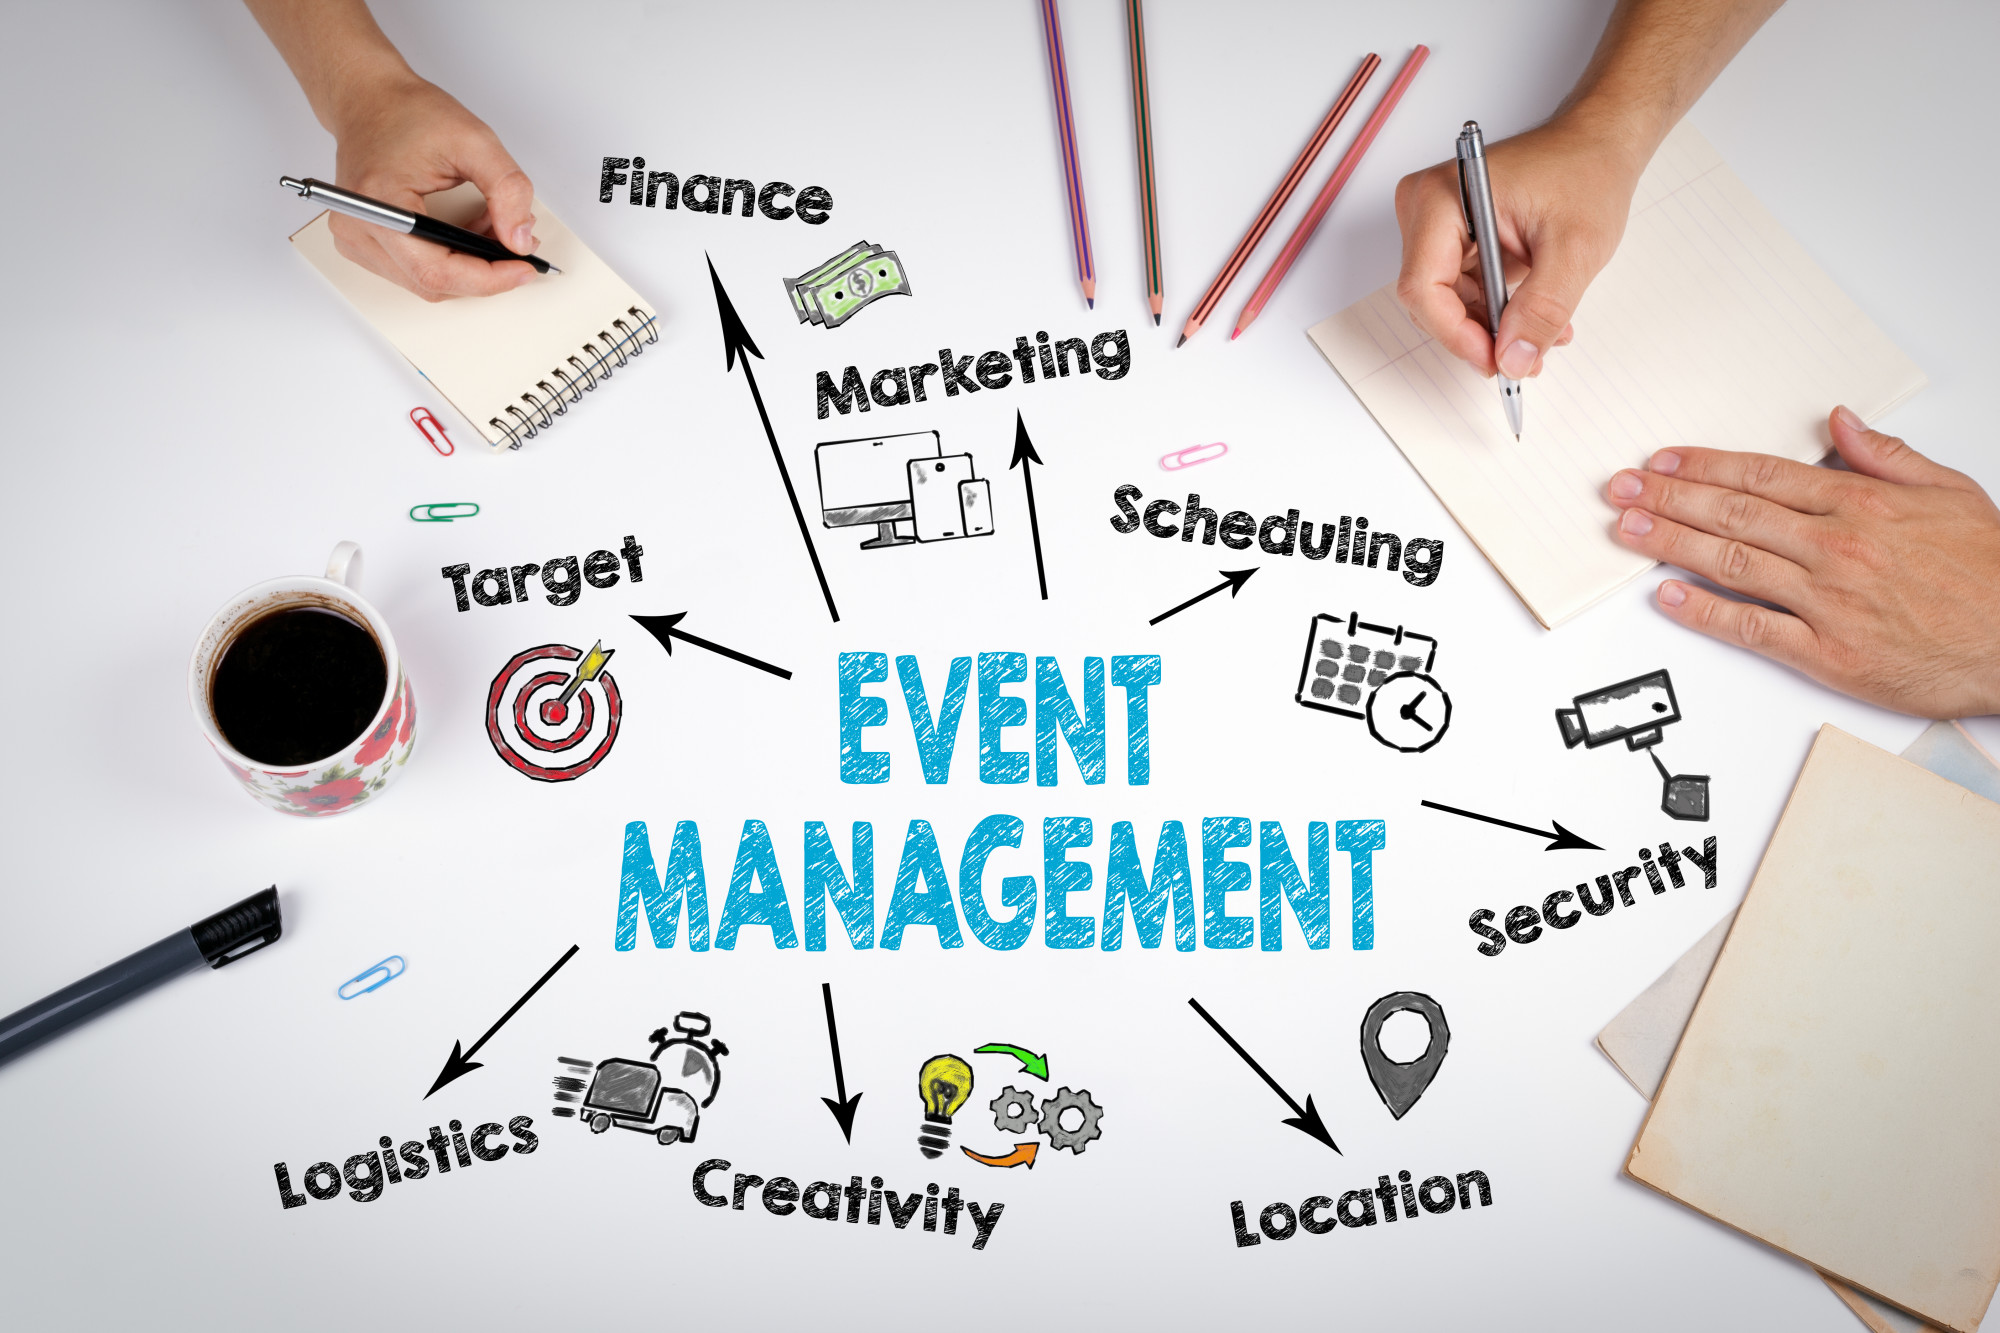 Finance
Marketing
Scheduling
Target
EVENT
MANAGEMENT
Security
Logistics
Creativity
Location